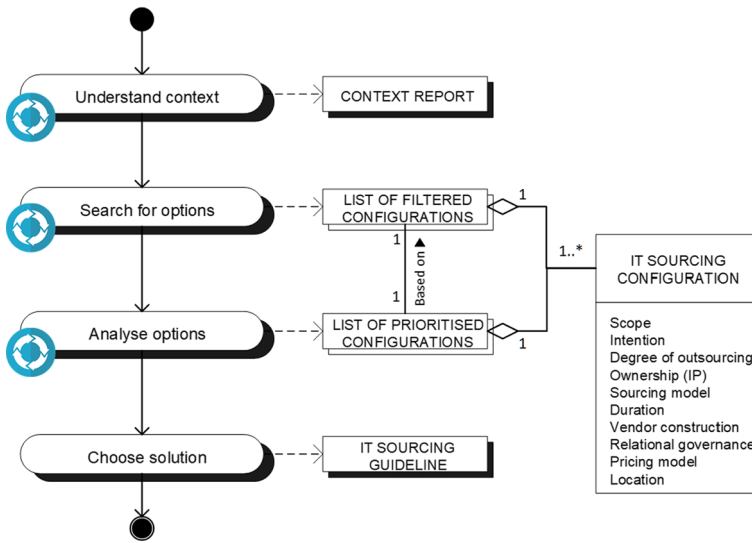 Understand context
CONTEXT REPORT
Search for options
LIST OF FILTERED
CONFIGURATIONS
1
1
Based on
1
1..*
IT SOURCING
CONFIGURATION
Analyse options
LIST OF PRIORITISED
CONFIGURATIONS
1
Scope
Intention
Degree of outsourcing
Ownership (IP)
Sourcing model
Duration
Vendor construction
Relational governance
Pricing model
Location
Choose solution
IT SOURCING
GUIDELINE